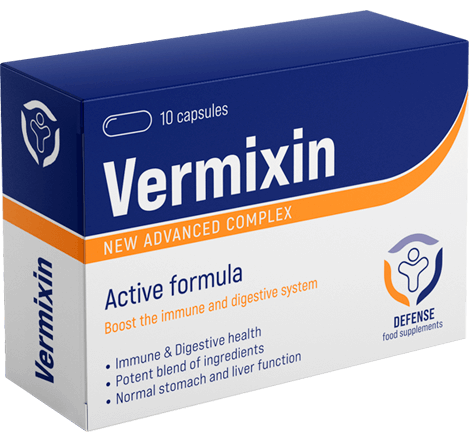 10 capsules
Vermixin
NEW ADVANCED COMPLEX
Active formula
Boost the immune and digestive system
• Immune & Digestive health
• Potent blend of ingredients
• Normal stomach and liver function
DEFENSE
food supplements
Vermixin